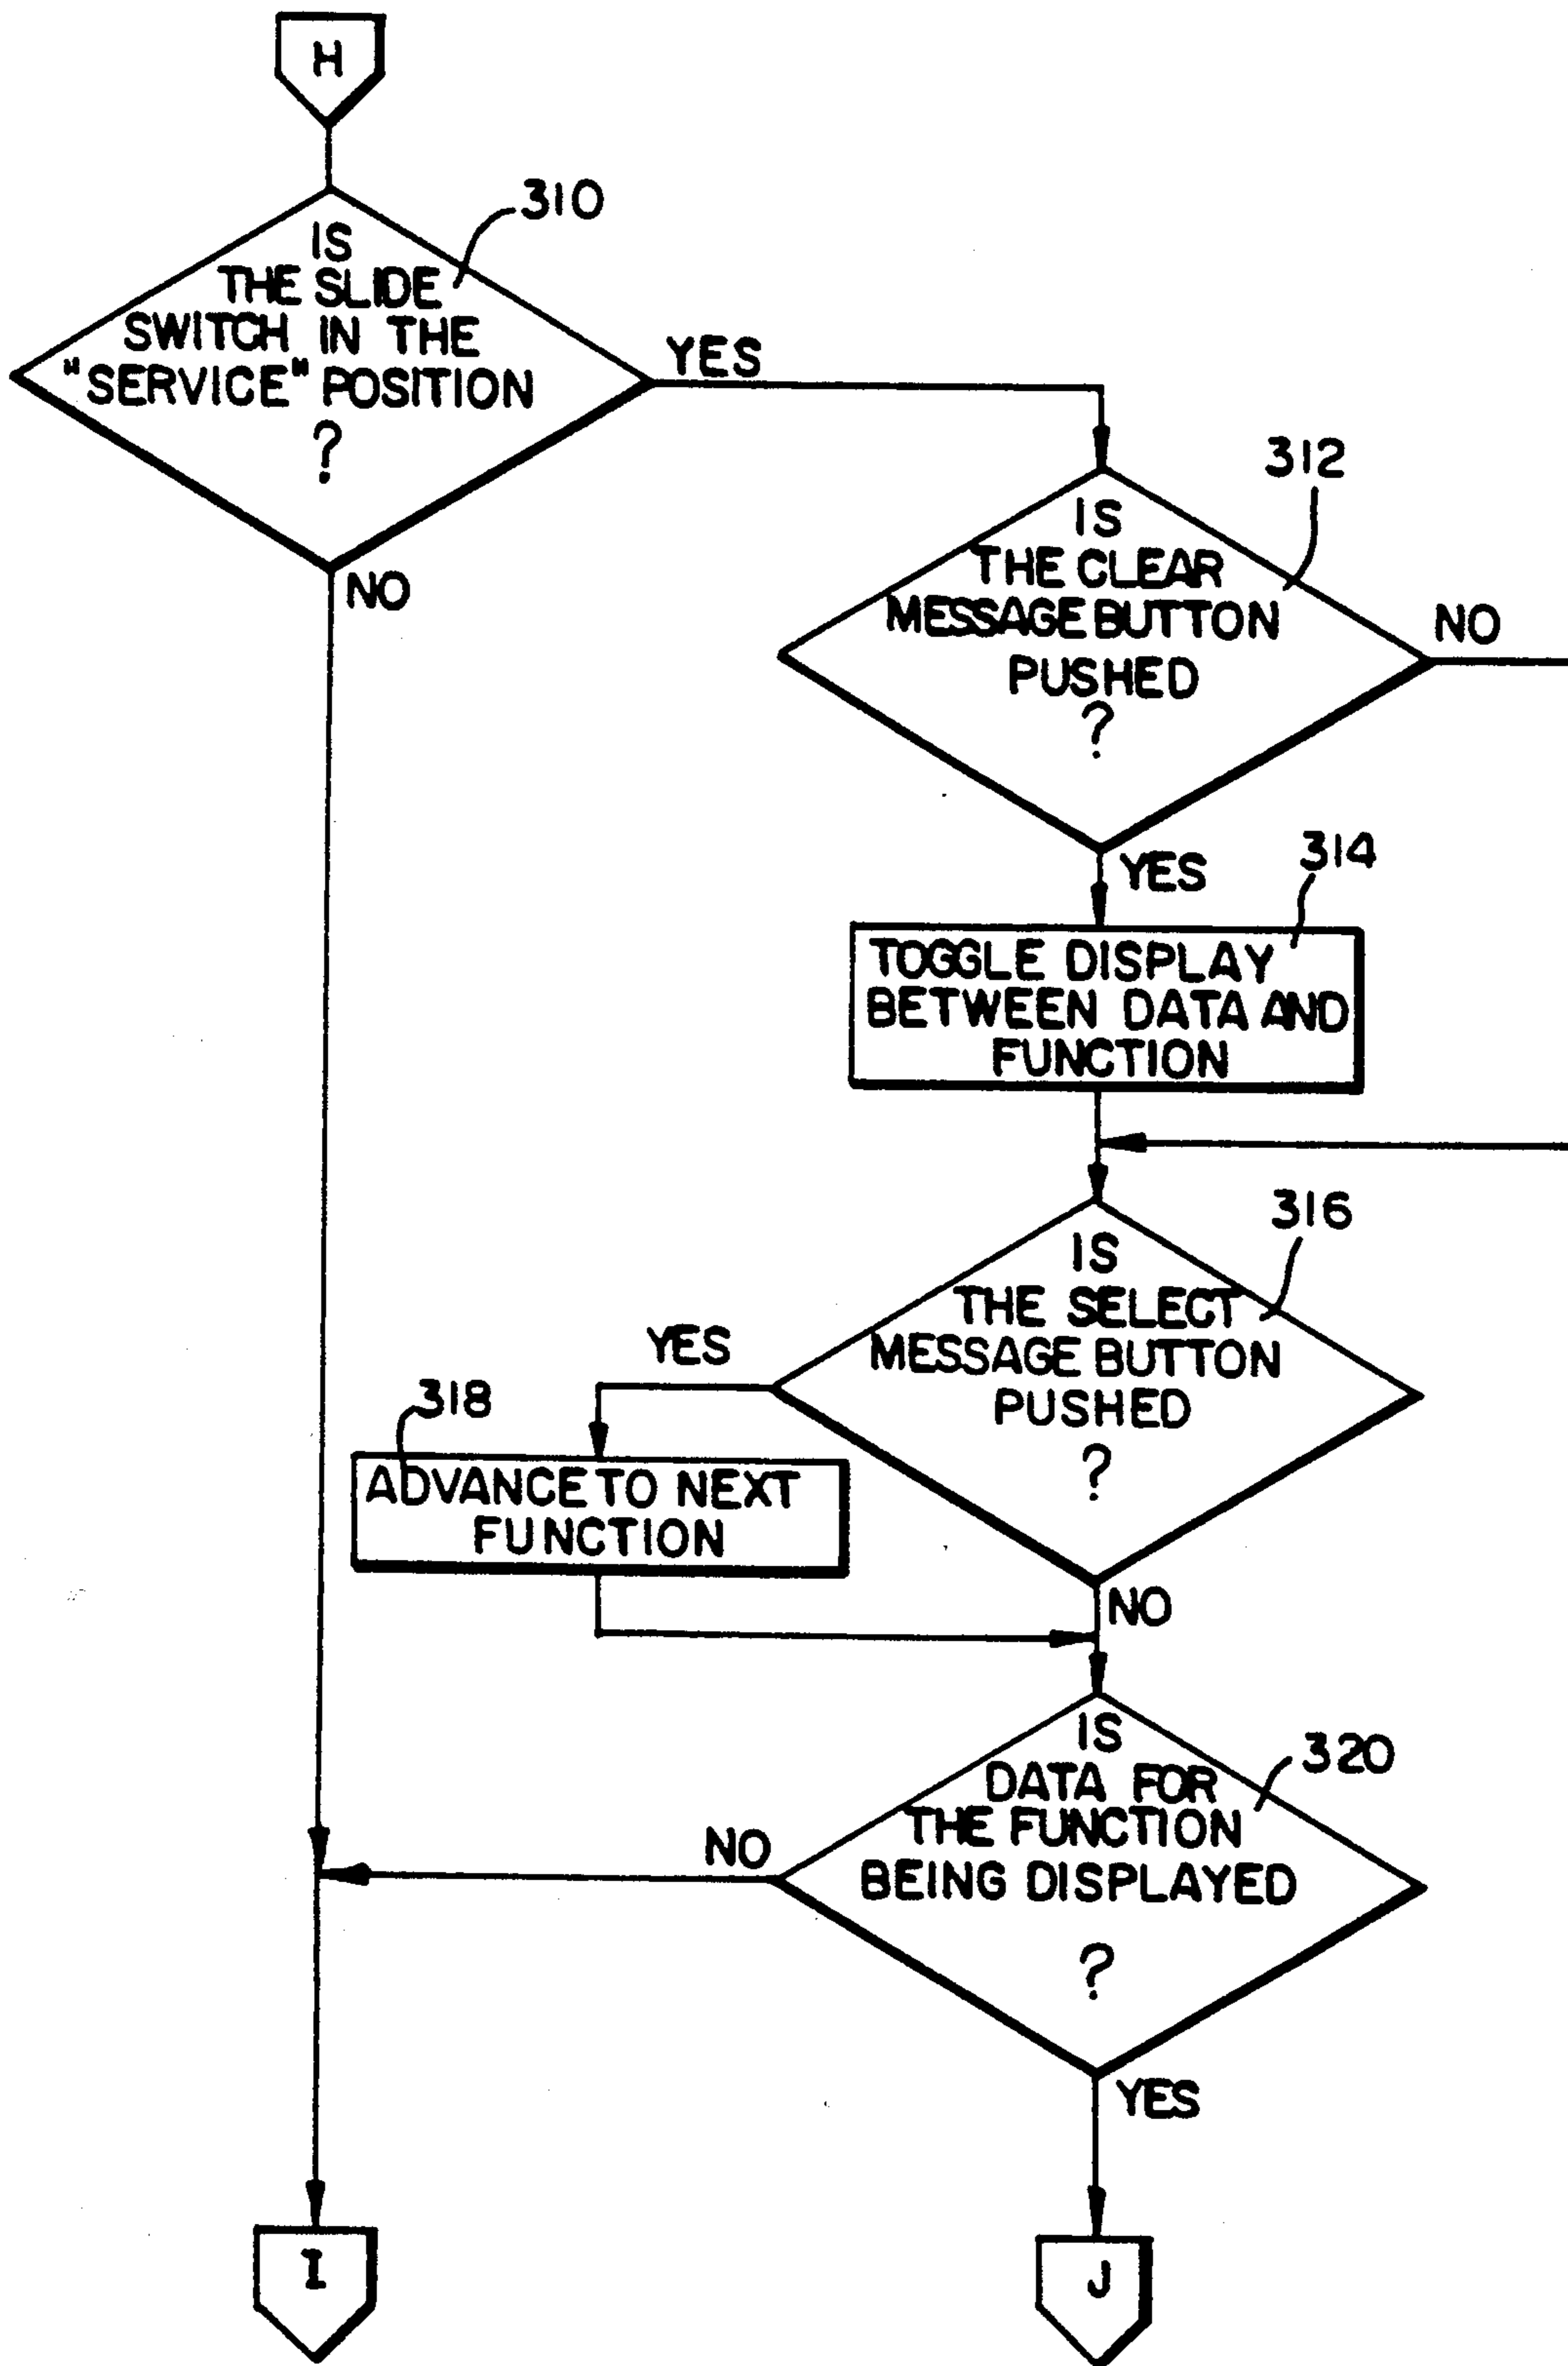 H
310
IS
THE SLIDE
SWITCH IN THE
"SERVICE" POSITION
?
YES
NO
312
IS
THE CLEAR
MESSAGE BUTTON
PUSHED
?
NO
YES
314
TOGGLE DISPLAY
BETWEEN DATA AND
FUNCTION
316
IS
THE SELECT
MESSAGE BUTTON
PUSHED
?
YES
318
ADVANCE TO NEXT
FUNCTION
NO
320
IS
DATA FOR
THE FUNCTION
BEING DISPLAYED
?
NO
YES
I
J